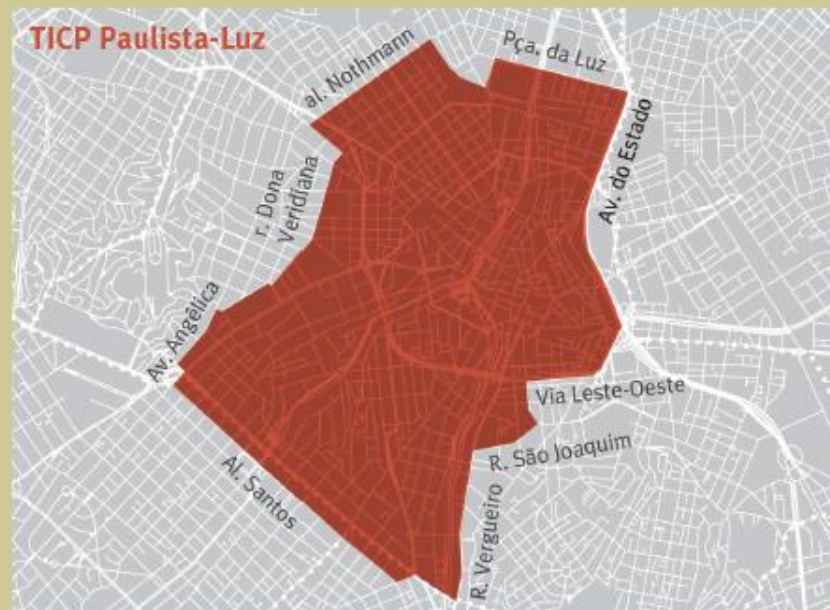 TICP Paulista-Luz
al. Nothmann
Pça. da Luz
Av. do Estado
r. Dona
Veridiana
Av. Angélica
Via Leste-Oeste
R. São Joaquim
Al. Santos
R. Vergueiro